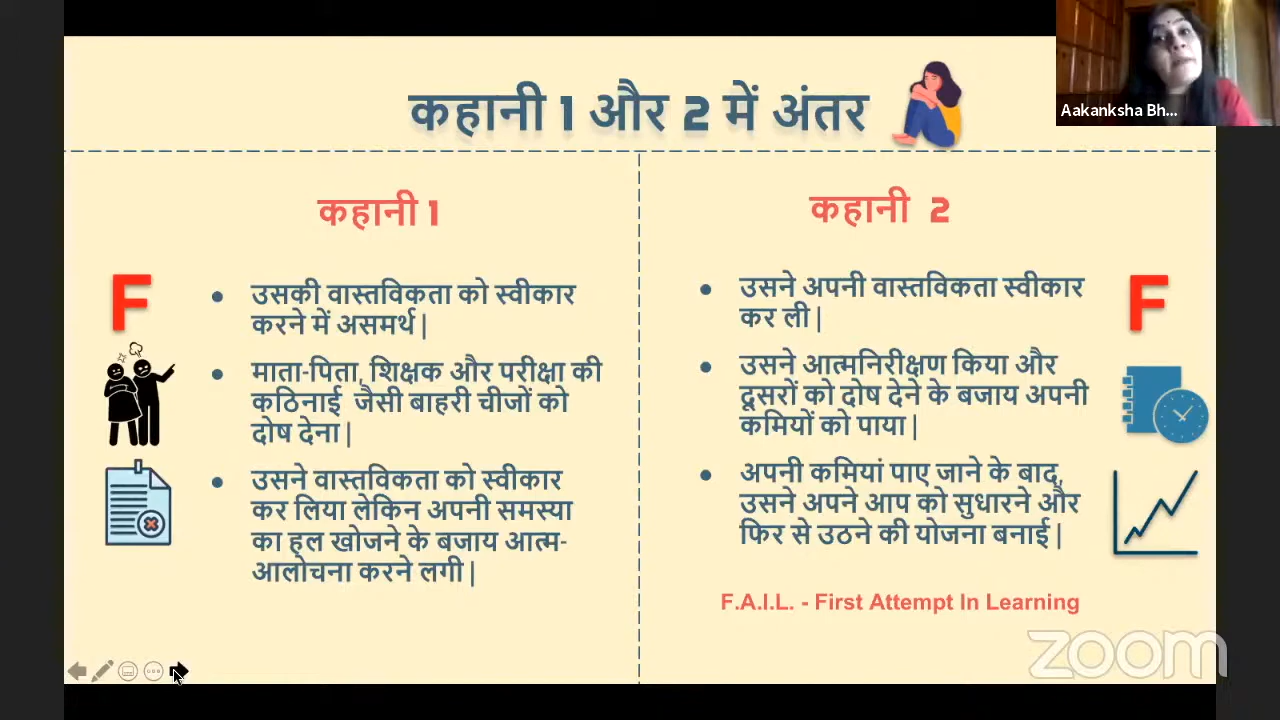 कहानी 1 और 2 में अंतर
Aakanksha Bh...
कहानी 1
F
उसकी वास्तविकता को स्वीकार
करने में असमर्थ |
माता-पिता, शिक्षक और परीक्षा की
कठिनाई जैसी बाहरी चीजों को
दोष देना |
उसने वास्तविकता को स्वीकार
कर लिया लेकिन अपनी समस्या
का हल खोजने के बजाय आत्म-
आलोचना करने लगी |
कहानी 2
F
उसने अपनी वास्तविकता स्वीकार
कर ली |
उसने आत्मनिरीक्षण किया और
दूसरों को दोष देने के बजाय अपनी
कमियों को पाया |
अपनी कमियां पाए जाने के बाद,
उसने अपने आप को सुधारने और
फिर से उठने की योजना बनाई |
F.A.I.L. - First Attempt In Learning
zoom